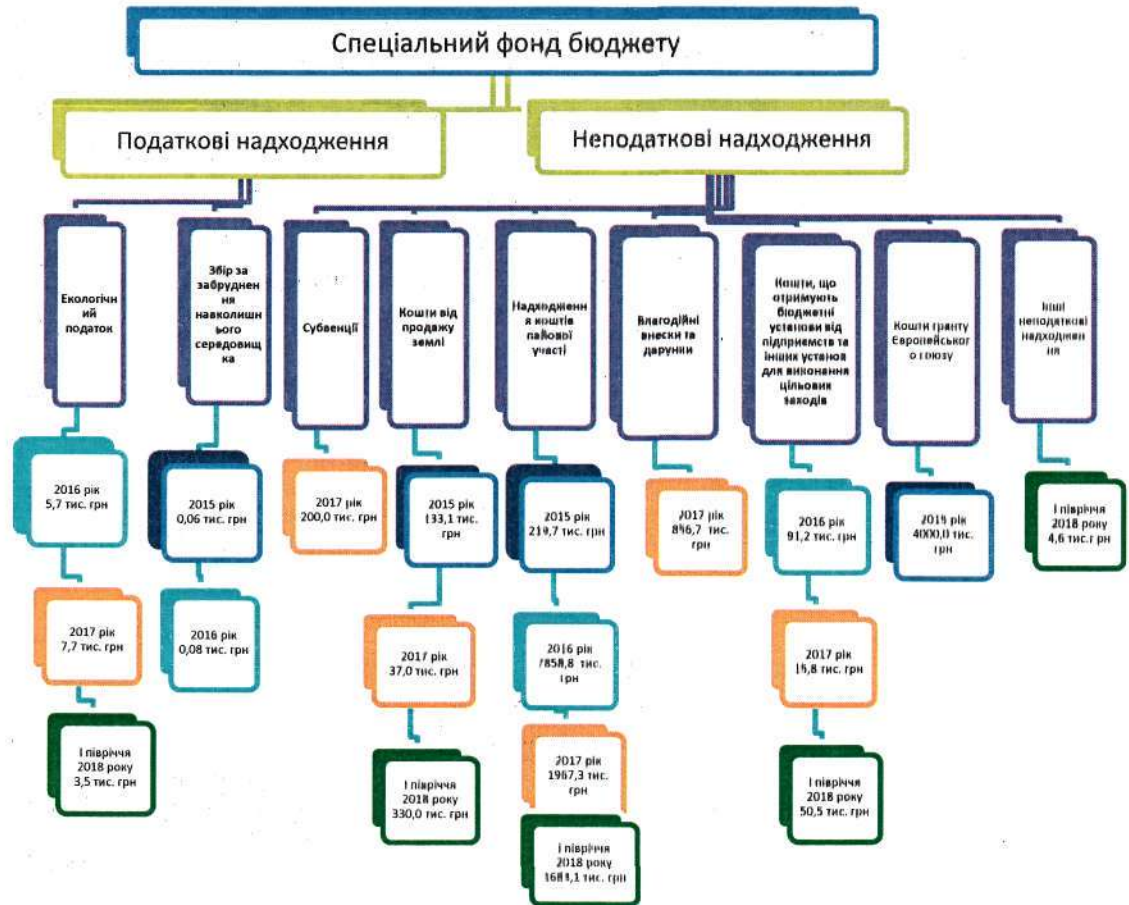 Спеціальний фонд бюджету
Податкові надходження
Неподаткові надходження
Екологічн
ий
податок
Збір за
забруднен
ня
навколишн
ього
середовищ
ка
Субвенції
Кошти від
продажу
землі
Надходженн
я коштів
пайової
участі
Благодійні
внески та
дарунки
Кошти, що
отримують
бюджетні
установи від
підприємств та
інших установ
для виконання
цільових
заходів
Кошти гранту
Європейськог
о союзу
Інші
неподаткові
надходжен
ня
2016 рік
5,7 тис. грн
2015 рік
0,06 тис. грн
2017 рік
200,0 тис. грн
2015 рік
тис.
грн
2015 рік
тис.
грн
2017 рік
тис.
грн
2016 рік
91,2 тис.
грн
рік
тис.
грн
І півріччя
2018 року
4,6 тис.грн
2017 рік
7,7 тис. грн
2016 рік
0,08 тис. грн
2017 рік
37,0 тис. грн
2016 рік
тис.
грн
2017 рік
тис. грн
І півріччя
2018 року
3,5 тис. грн
І півріччя
2018 року
330,0 тис. грн
2017 рік
1967,3 тис.
грн
І півріччя
2018 року
50,5 тис. грн
І півріччя
2018 року
тис.
грн